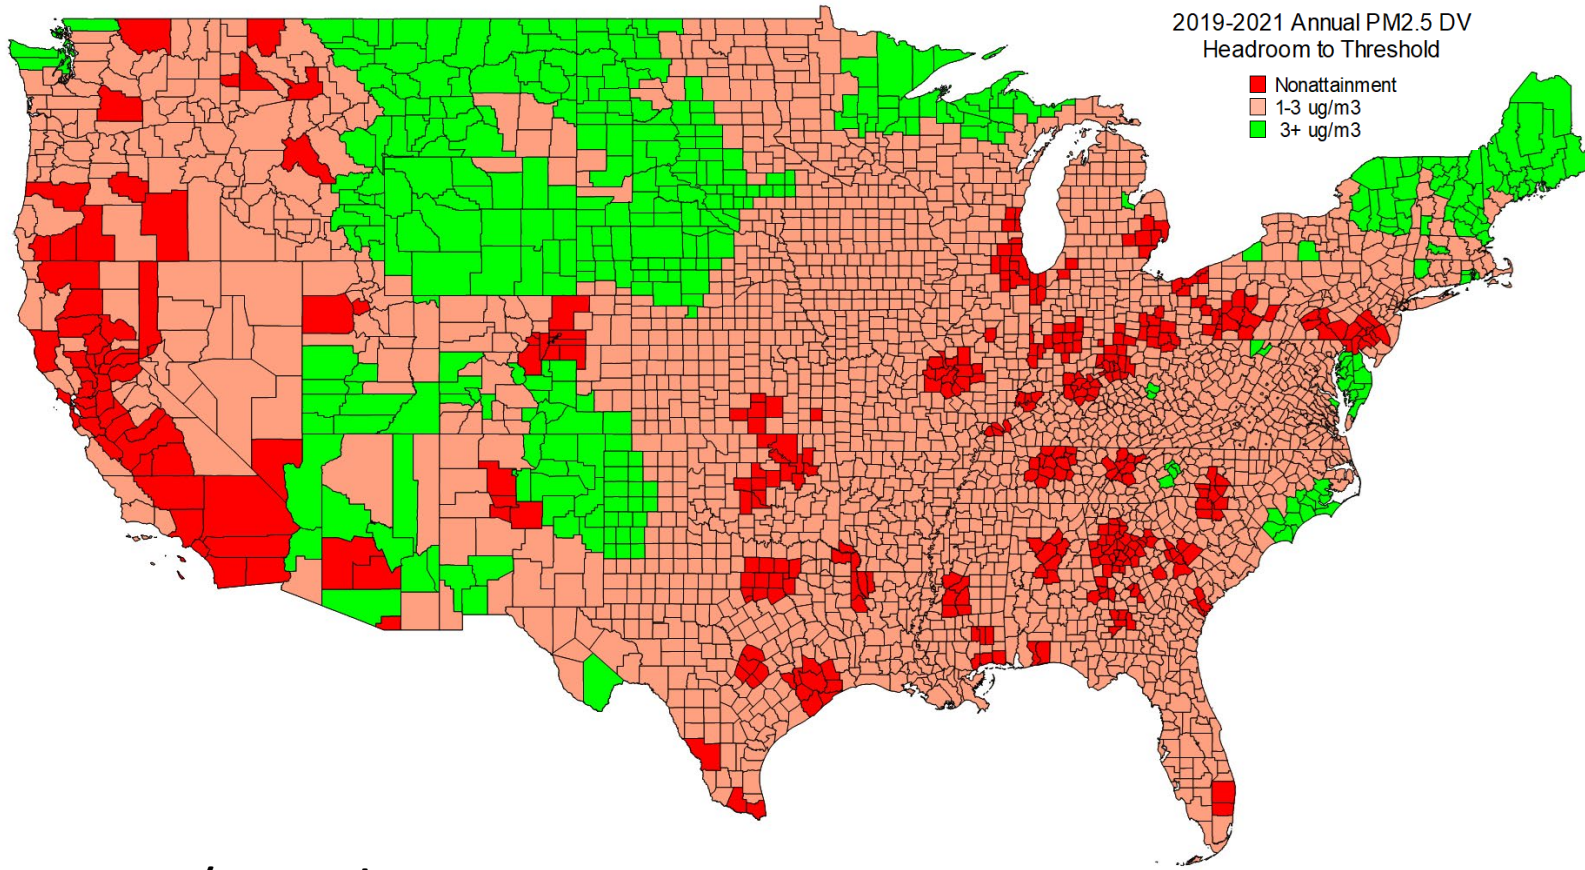 2019-2021 Annual PM2.5 DV
Headroom to Threshold
Nonattainment
1-3 ug/m3
3+ ug/m3